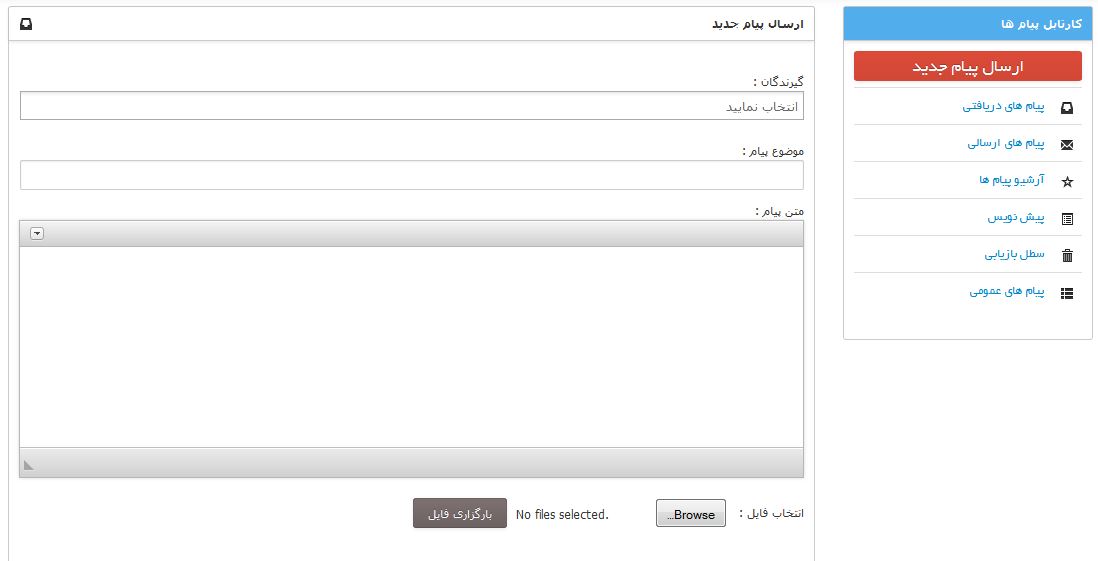 کارتابل پیام ها
ارسال پیام جدید
پیام های دریافتی
پیام های ارسالی
آرشیو پیام ها
پیش نویس
سطل بازیابی
پیام های عمومی
ارسال پیام جدید
گیرندگان :
انتخاب نمایید
موضوع پیام :
متن پیام :
انتخاب فایل : Browse... No files selected. بارگزاری فایل